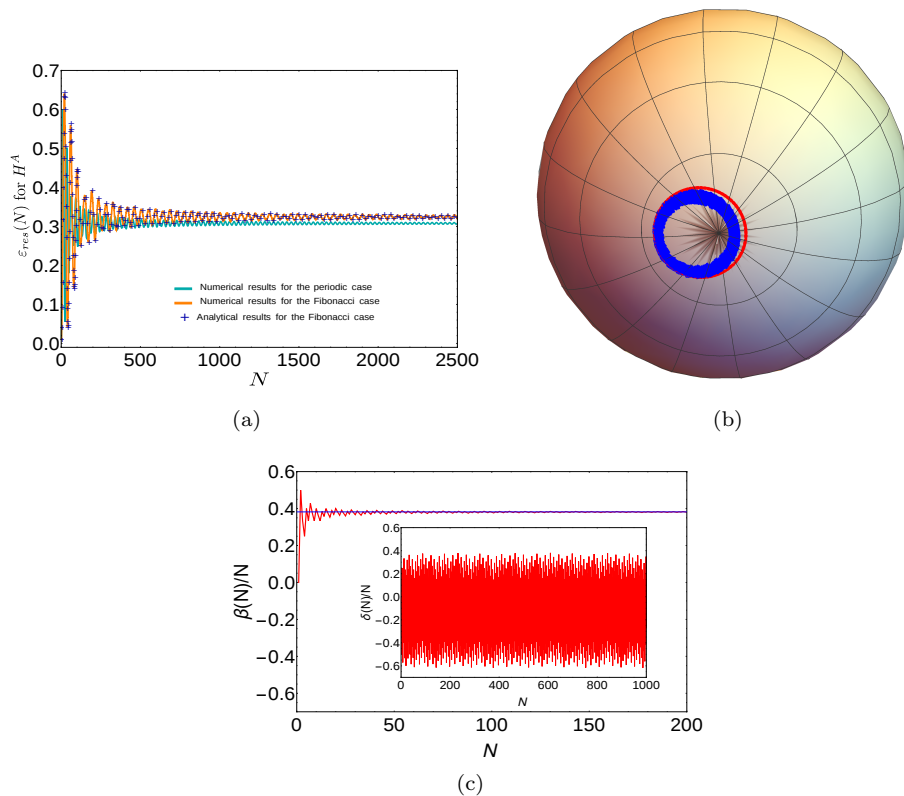 0.7
0.6
0.5
0.4
0.3
0.2
0.1
0.0
ε_res(N) for H^A
Numerical results for the periodic case
Numerical results for the Fibonacci case
Analytical results for the Fibonacci case
0 500 1000 1500 2000 2500
N
(a)
(b)
0.6
0.4
0.2
0.0
−0.2
−0.4
−0.6
β(N)/N
0.6
0.4
0.2
0.0
−0.2
−0.4
−0.6
δ(N)/N
0 200 400 600 800 1000
N
0 50 100 150 200
N
(c)